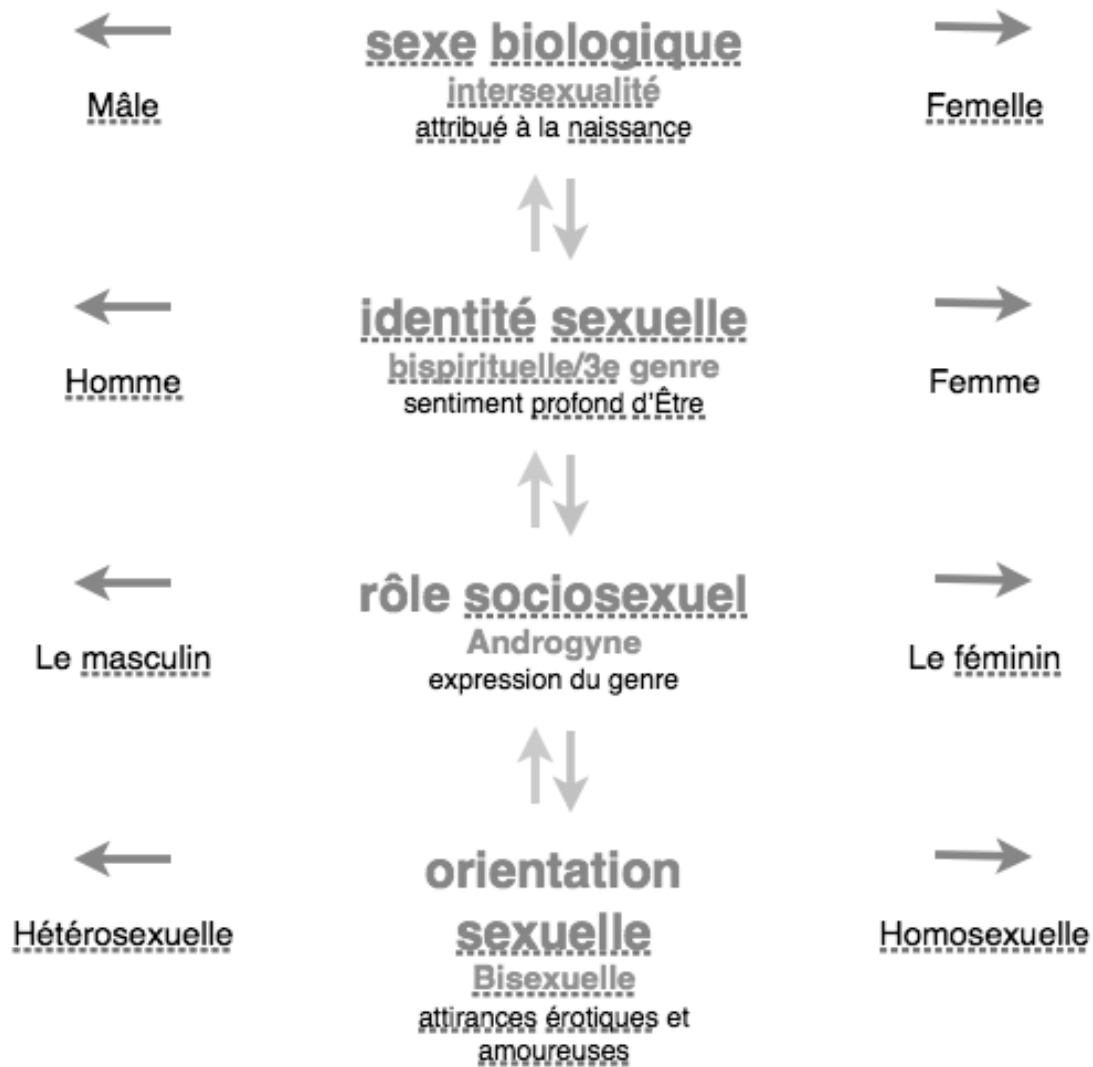 sexe biologique
intersexualité
Mâle
attribué à la naissance
Femelle
identité sexuelle
bispirituelle/3e genre
Homme
sentiment profond d'Être
Femme
rôle sociosexuel
Androgyne
Le masculin
expression du genre
Le féminin
orientation
sexuelle
Hétérosexuelle
Homosexuelle
Bisexuelle
attirances érotiques et
amoureuses